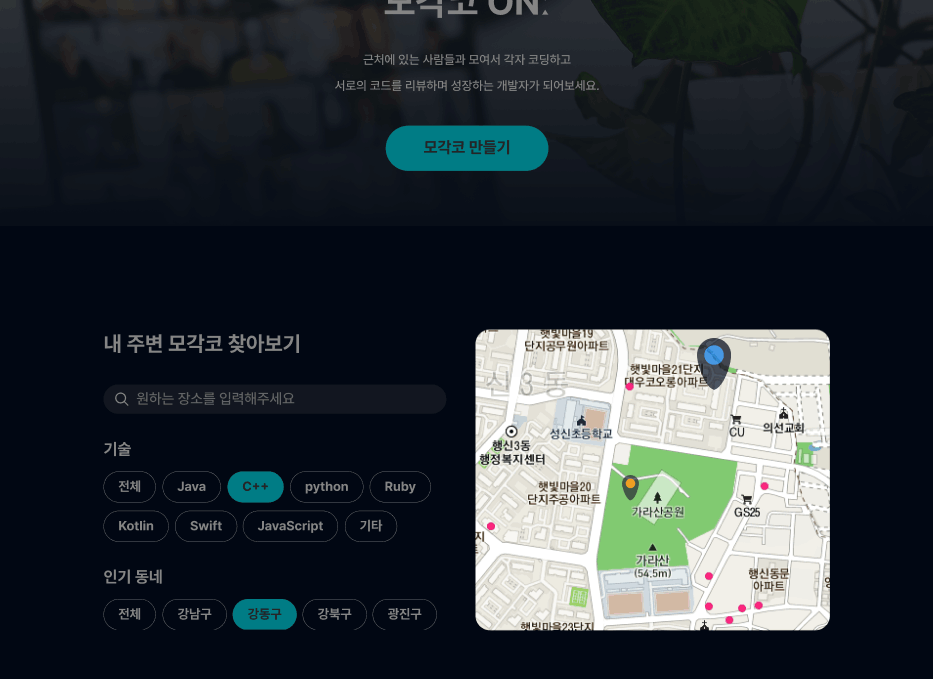 모각코 ON.
근처에 있는 사람들과 모여서 각자 코딩하고
서로의 코드를 리뷰하며 성장하는 개발자가 되어보세요.
모각코 만들기
내 주변 모각코 찾아보기
원하는 장소를 입력해주세요
기술
전체 Java C++ python Ruby
Kotlin Swift JavaScript 기타
인기 동네
전체 강남구 강동구 강북구 광진구
햇빛마을19
단지공무원아파트
신3동
햇빛마을21단지
대우코오롱아파트
성신초등학교
CU
의선교회
행신3동
행정복지센터
햇빛마을20
단지주공아파트
가라산공원
GS25
지
가라산
(54.5m)
행신동문
아파트
햇빛마을23단지